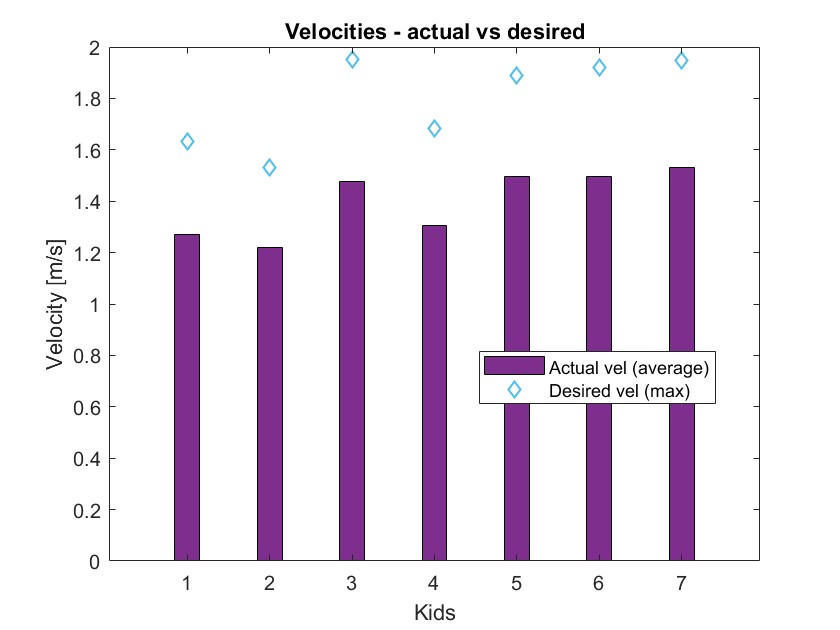 Velocities - actual vs desired
2
1.8
1.6
1.4
1.2
1
0.8
0.6
0.4
0.2
0
Velocity [m/s]
Actual vel (average)
Desired vel (max)
1 2 3 4 5 6 7
Kids